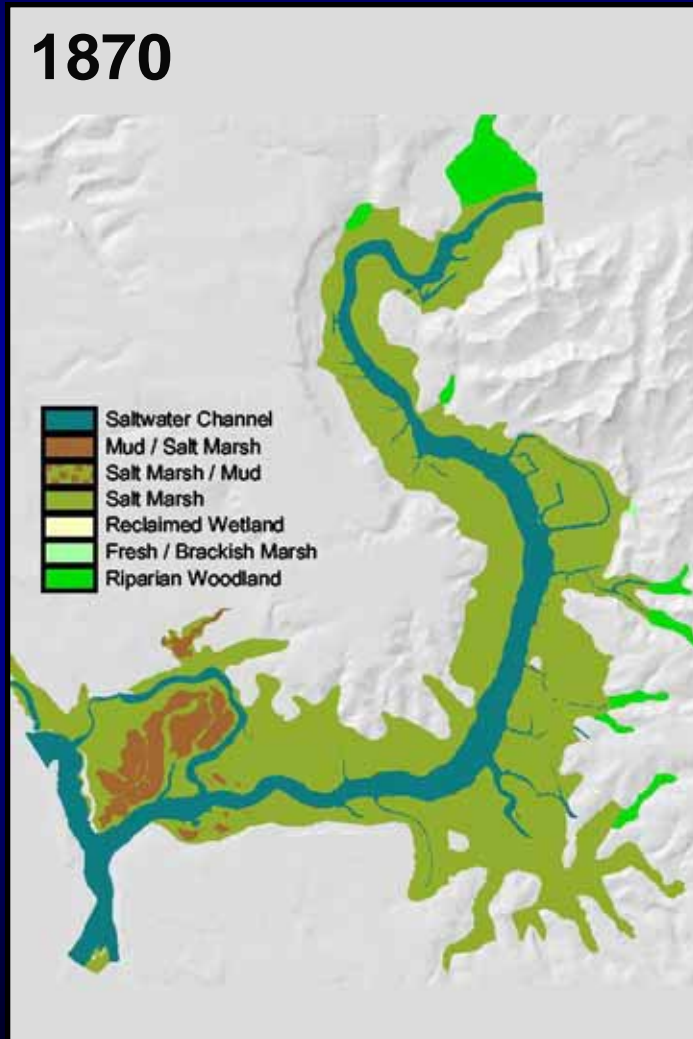 1870
Saltwater Channel
Mud / Salt Marsh
Salt Marsh / Mud
Salt Marsh
Reclaimed Wetland
Fresh / Brackish Marsh
Riparian Woodland